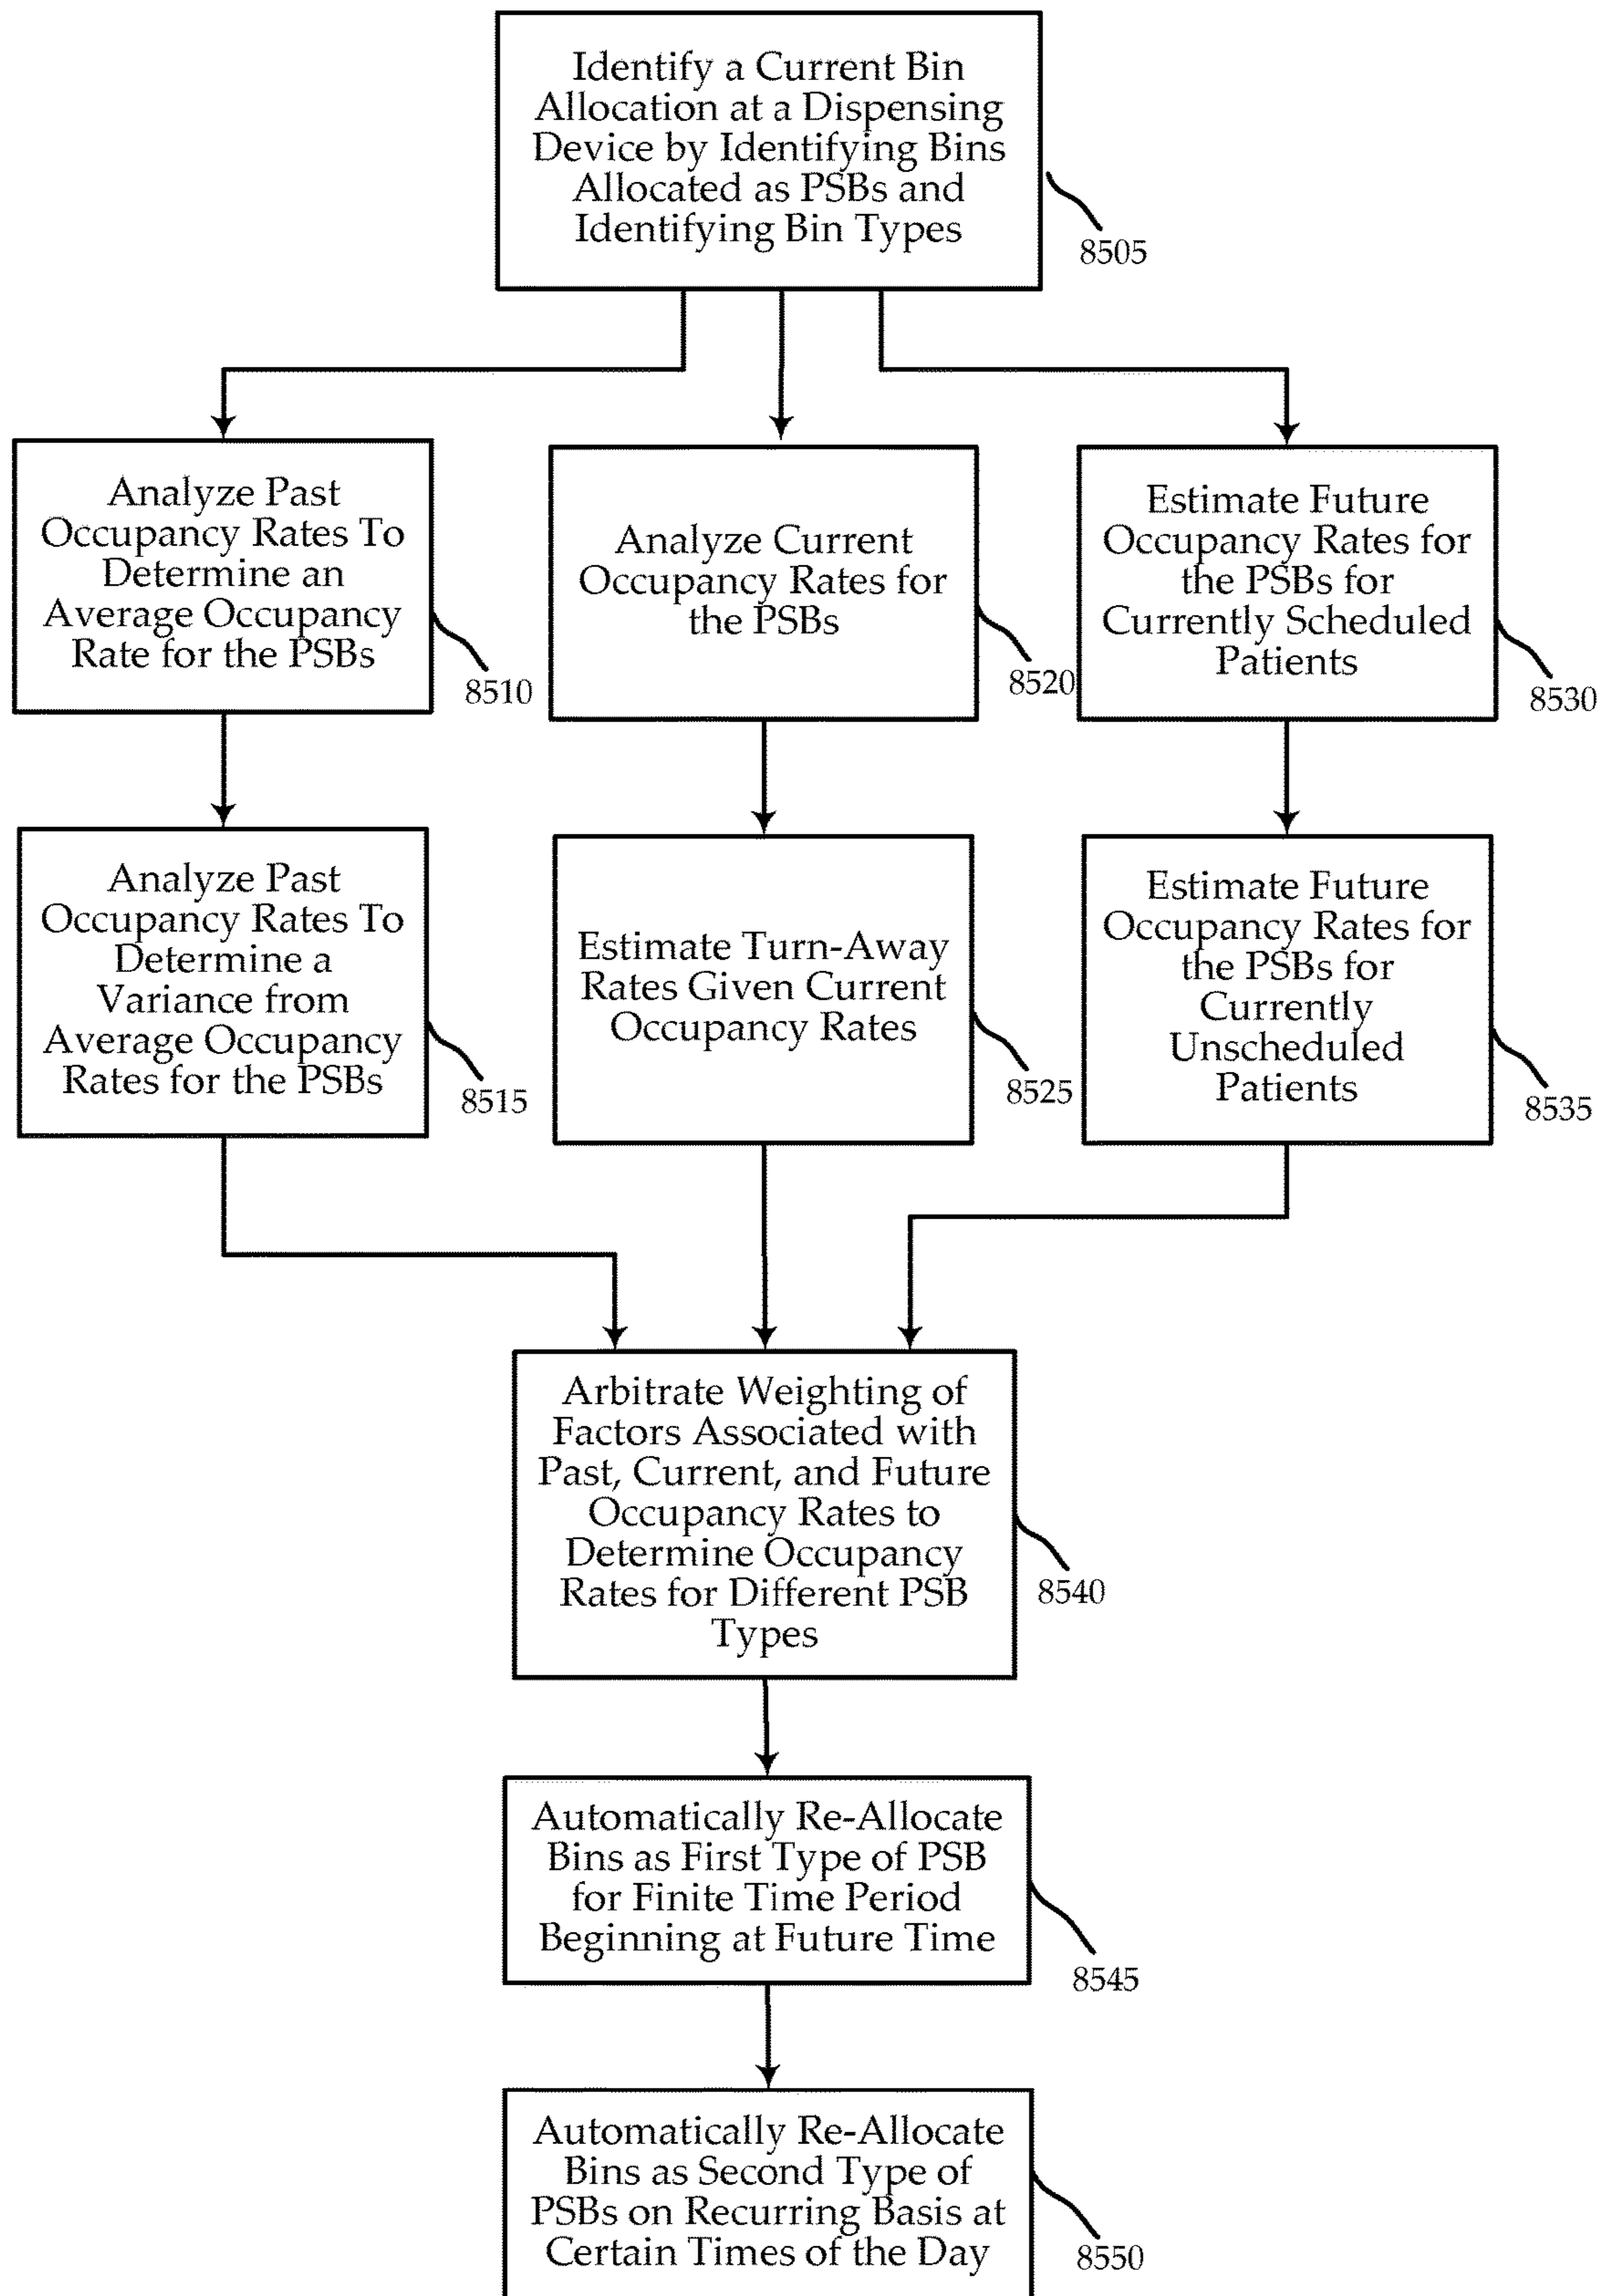 Identify a Current Bin
Allocation at a Dispensing
Device by Identifying Bins
Allocated as PSBs and
Identifying Bin Types
8505
Analyze Past
Occupancy Rates To
Determine an
Average Occupancy
Rate for the PSBs
8510
Analyze Current
Occupancy Rates for
the PSBs
8520
Estimate Future
Occupancy Rates for
the PSBs for
Currently Scheduled
Patients
8530
Analyze Past
Occupancy Rates To
Determine a
Variance from
Average Occupancy
Rates for the PSBs
8515
Estimate Turn-Away
Rates Given Current
Occupancy Rates
8525
Estimate Future
Occupancy Rates for
the PSBs for
Currently
Unscheduled
Patients
8535
Arbitrate Weighting of
Factors Associated with
Past, Current, and Future
Occupancy Rates to
Determine Occupancy
Rates for Different PSB
Types
8540
Automatically Re-Allocate
Bins as First Type of PSB
for Finite Time Period
Beginning at Future Time
8545
Automatically Re-Allocate
Bins as Second Type of
PSBs on Recurring Basis at
Certain Times of the Day
8550